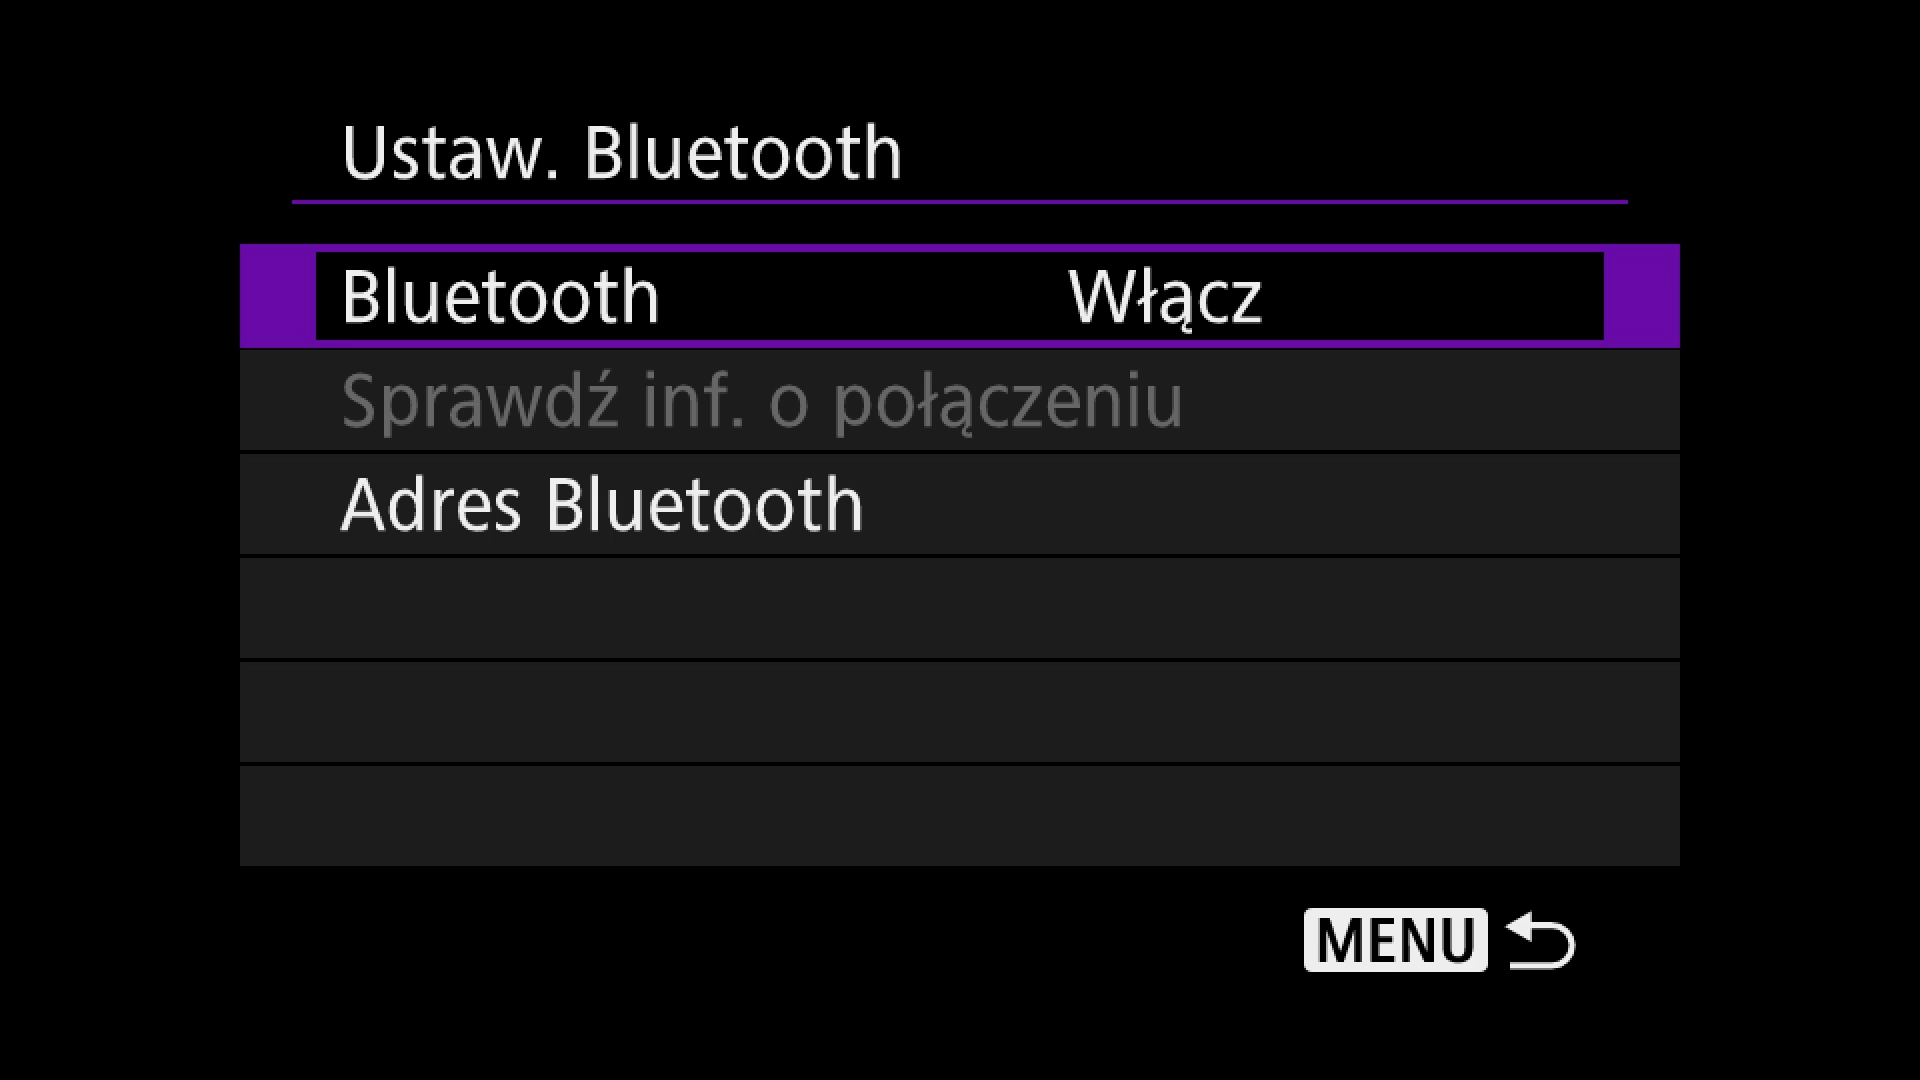 Ustaw. Bluetooth
Bluetooth Włącz
Sprawdź inf. o połączeniu
Adres Bluetooth
MENU